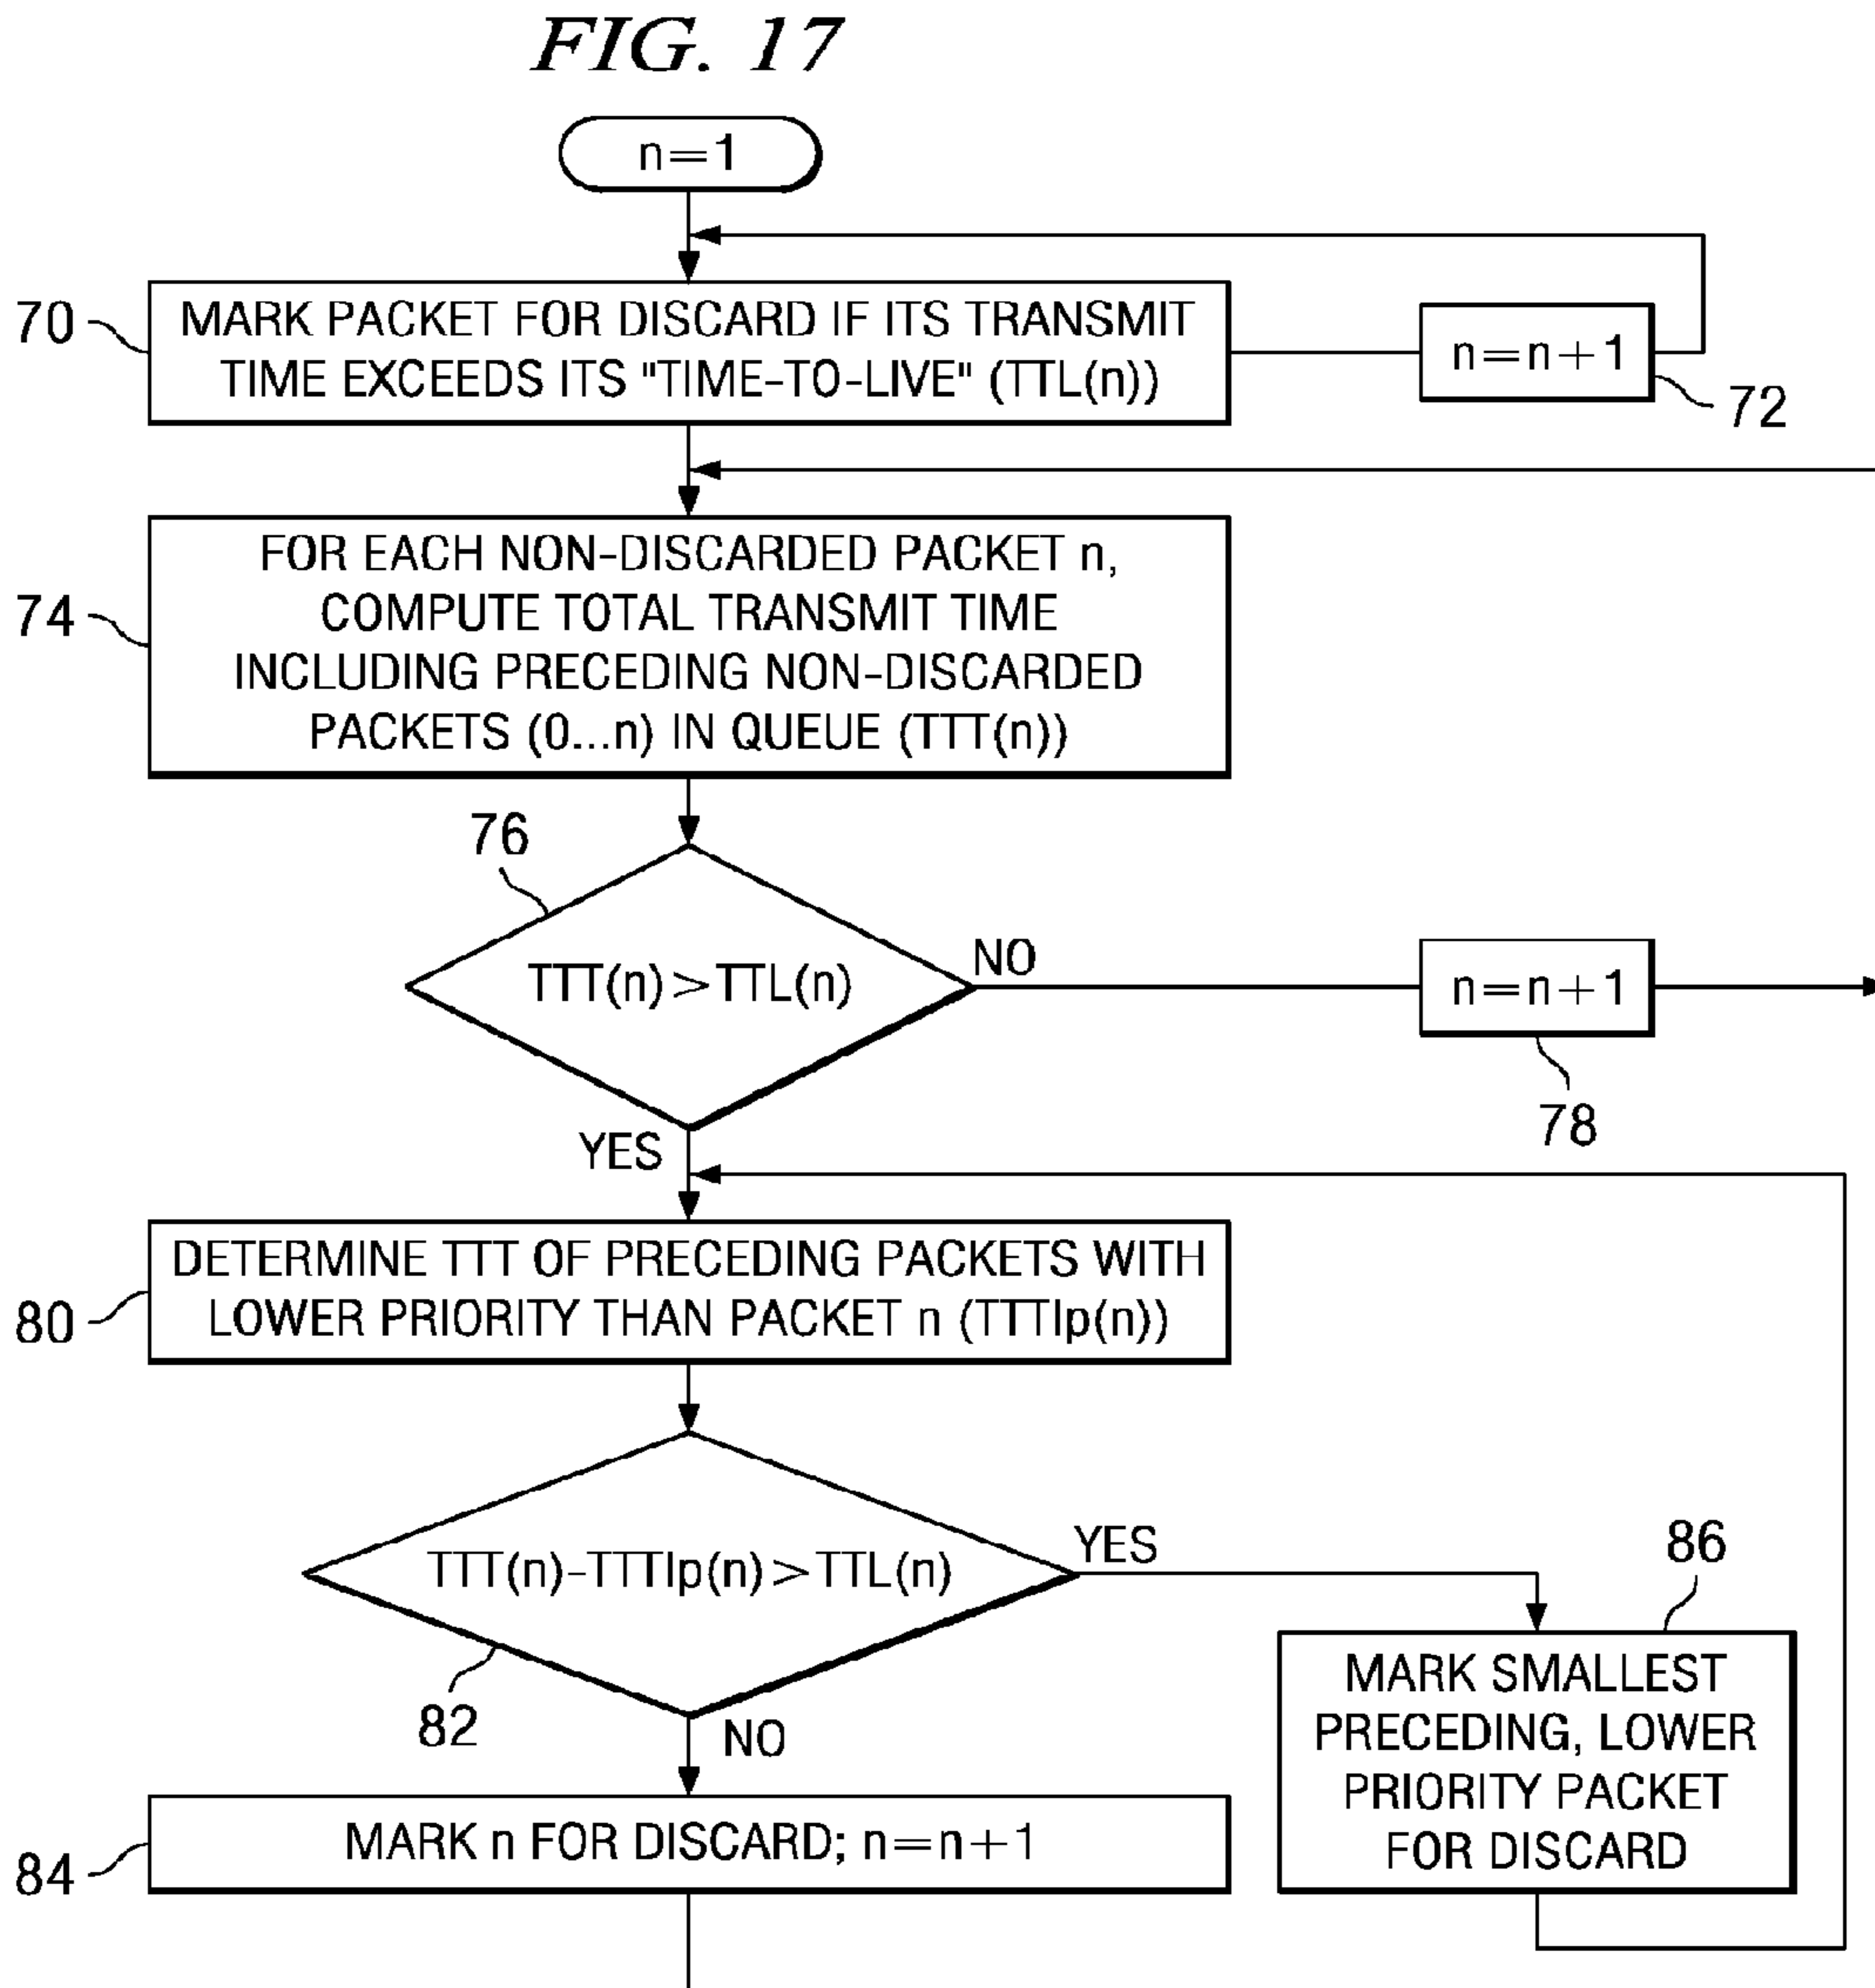 FIG. 17
n=1
70
MARK PACKET FOR DISCARD IF ITS TRANSMIT
TIME EXCEEDS ITS "TIME-TO-LIVE" (TTL(n))
n=n+1
72
74
FOR EACH NON-DISCARDED PACKET n,
COMPUTE TOTAL TRANSMIT TIME
INCLUDING PRECEDING NON-DISCARDED
PACKETS (0...n) IN QUEUE (TTT(n))
76
TTT(n)>TTL(n)
NO
n=n+1
78
YES
80
DETERMINE TTT OF PRECEDING PACKETS WITH
LOWER PRIORITY THAN PACKET n (TTTlp(n))
TTT(n)-TTTlp(n)>TTL(n)
YES
82
NO
86
MARK SMALLEST
PRECEDING, LOWER
PRIORITY PACKET
FOR DISCARD
84
MARK n FOR DISCARD; n=n+1